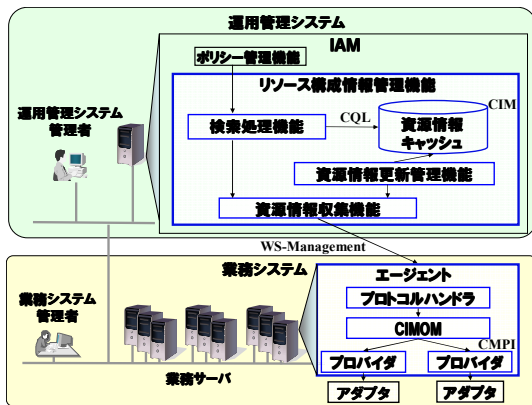 運用管理システム
IAM
ポリシー管理機能
リソース構成情報管理機能
CIM
運用管理システム
管理者
検索処理機能
CQL
資源情報
キャッシュ
資源情報更新管理機能
資源情報収集機能
WS-Management
業務システム
エージェント
業務システム
管理者
プロトコルハンドラ
CIMOM
CMPI
プロバイダ
プロバイダ
業務サーバ
アダプタ
アダプタ